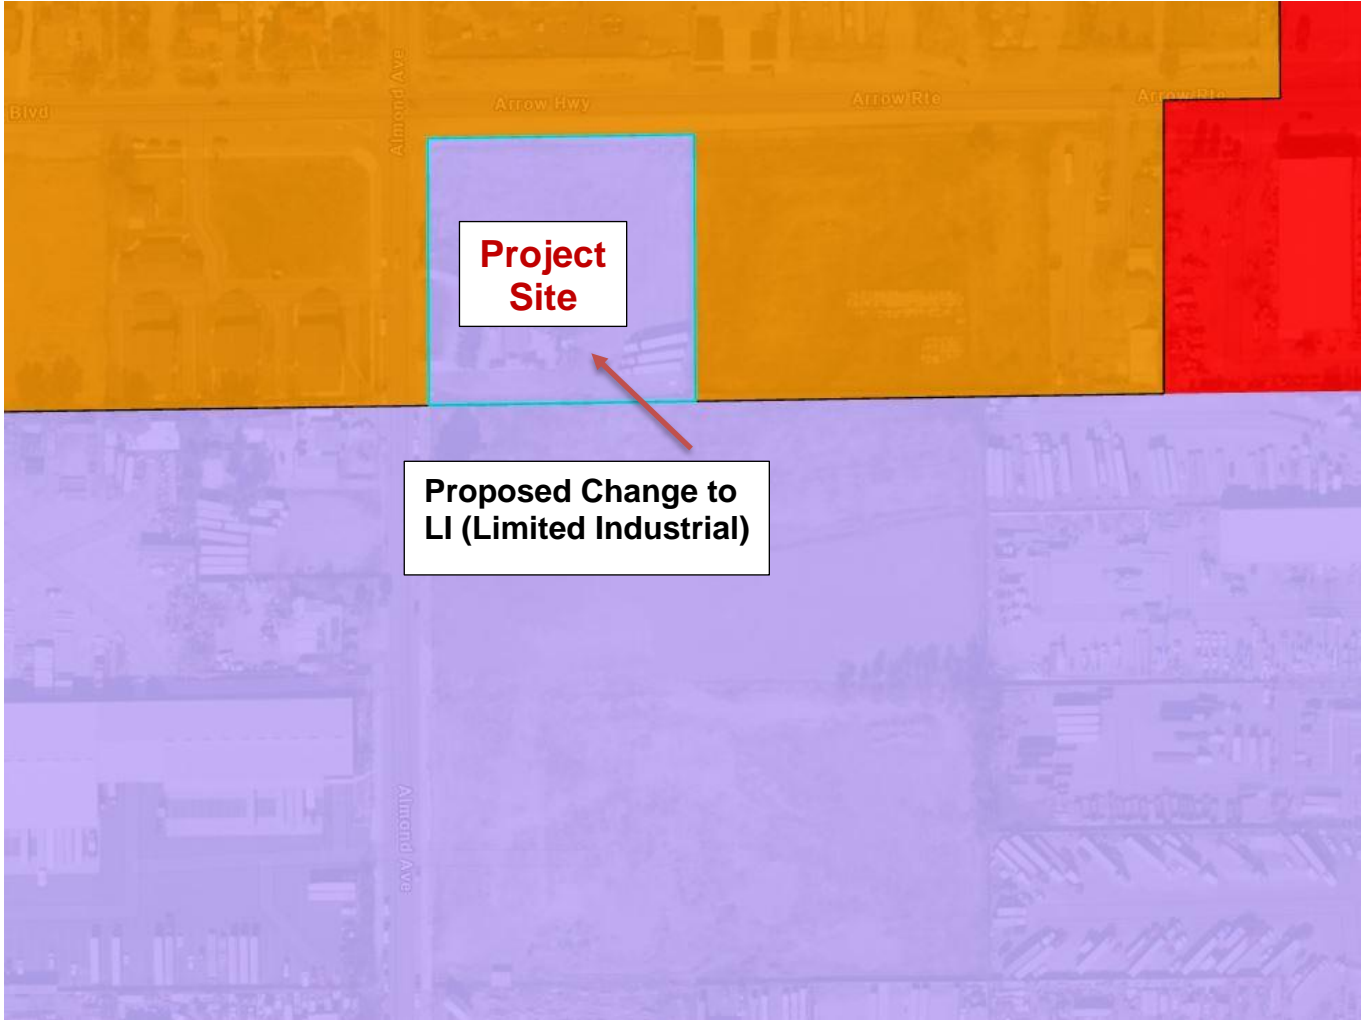 Blvd
Almond Ave
Arrow Hwy
Arrow Rte
Arrow Rte
Project
Site
Proposed Change to
LI (Limited Industrial)
Almond Ave